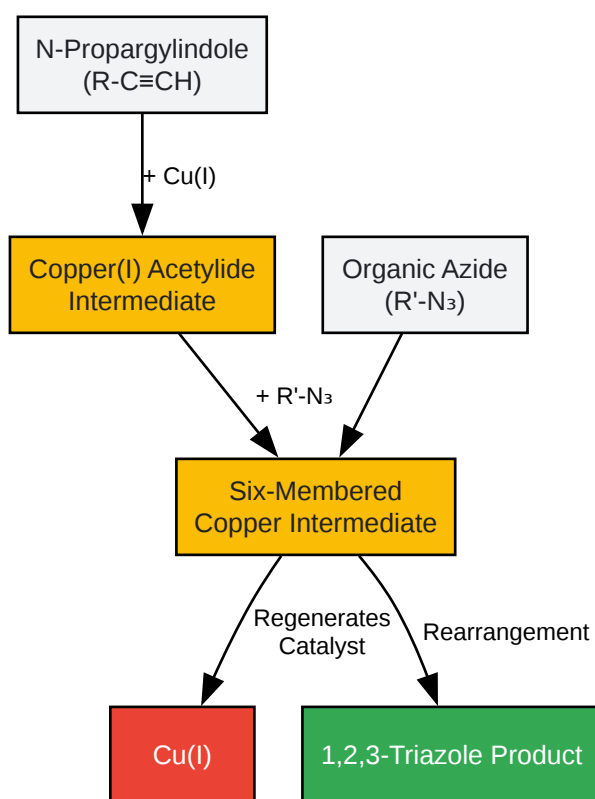 N-Propargylindole
(R-C≡CH)
+ Cu(I)
Copper(I) Acetylide
Intermediate
Organic Azide
(R'-N₃)
+ R'-N₃
Six-Membered
Copper Intermediate
Regenerates
Catalyst
Rearrangement
Cu(I)
1,2,3-Triazole Product